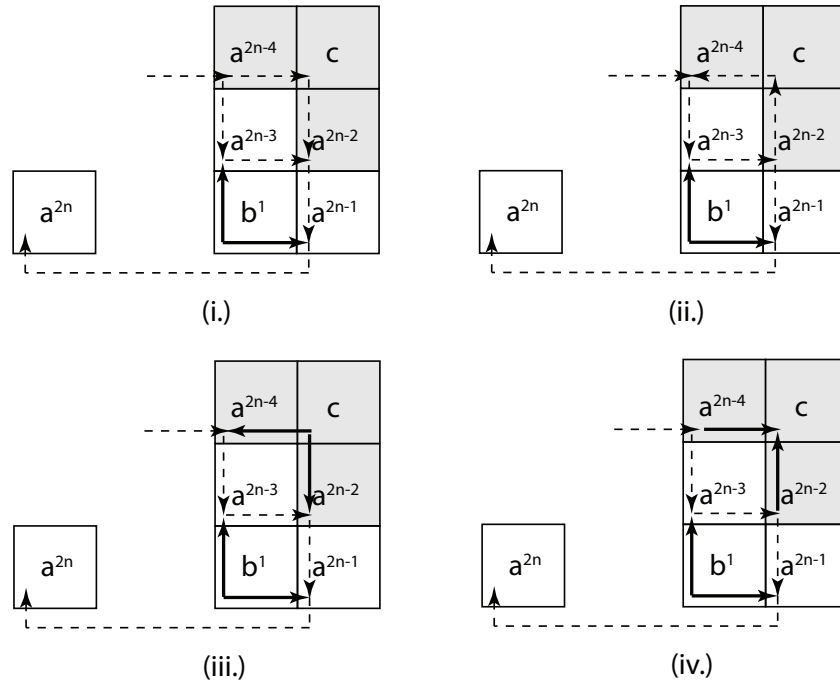 a^{2n-4} c a^{2n-4} c
a^{2n-3} a^{2n-2} a^{2n-3} a^{2n-2}
a^{2n} b^1 a^{2n-1} a^{2n} b^1 a^{2n-1}
(i.) (ii.)
a^{2n-4} c a^{2n-4} c
a^{2n-3} a^{2n-2} a^{2n-3} a^{2n-2}
a^{2n} b^1 a^{2n-1} a^{2n} b^1 a^{2n-1}
(iii.) (iv.)